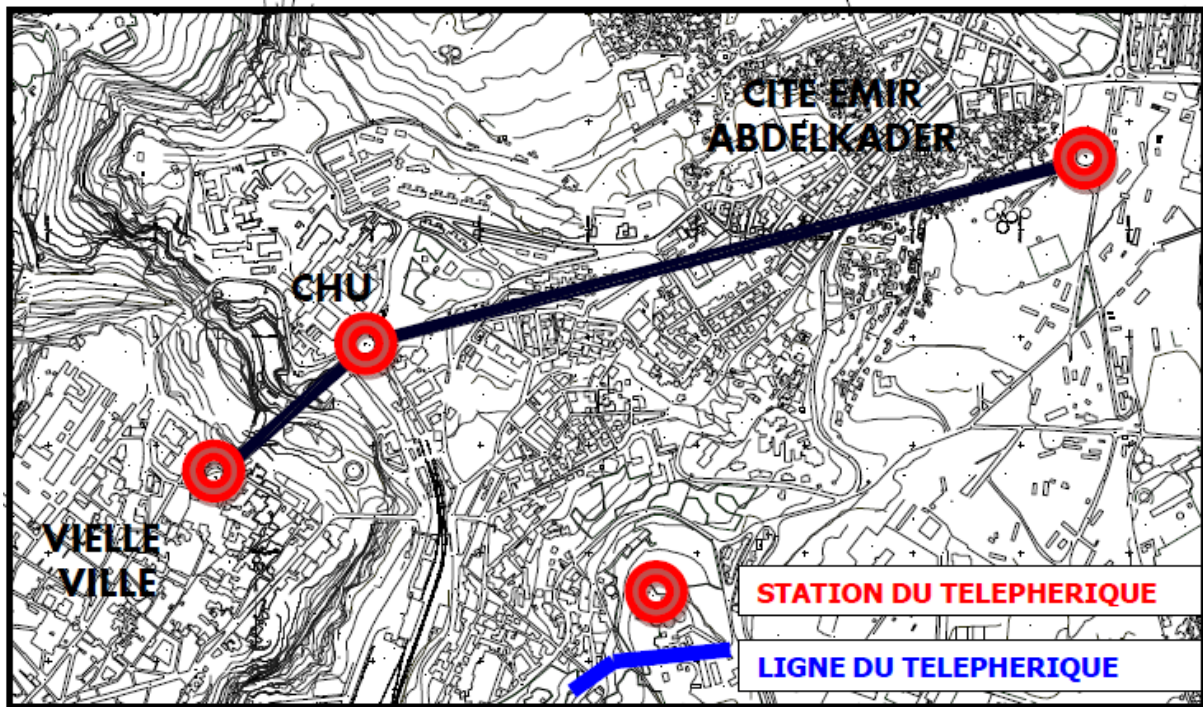 CITE EMIR
ABDELKADER
CHU
VIELLE
VILLE
STATION DU TELEPHERIQUE
LIGNE DU TELEPHERIQUE